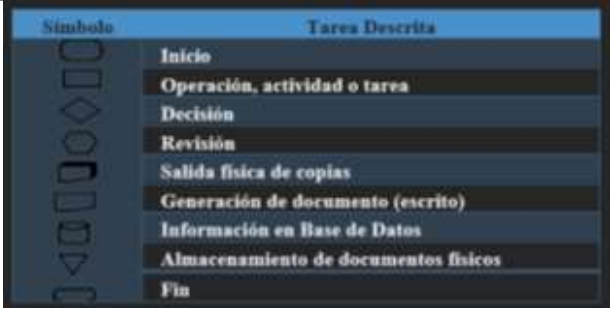 Símbolo Tarea Descrita
Inicio
Operación, actividad o tarea
Decisión
Revisión
Salida física de copias
Generación de documento (escrito)
Información en Base de Datos
Almacenamiento de documentos físicos
Fin